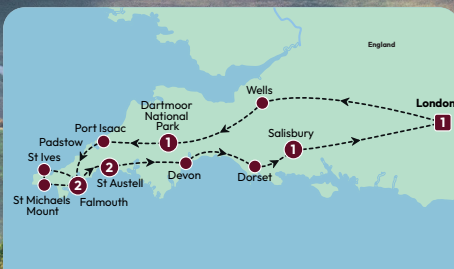 England
London
1
Wells
Dartmoor
National
Park
1
Salisbury
1
Port Isaac
Padstow
St Ives
2
St Austell
Devon
Dorset
St Michaels
Mount
2
Falmouth